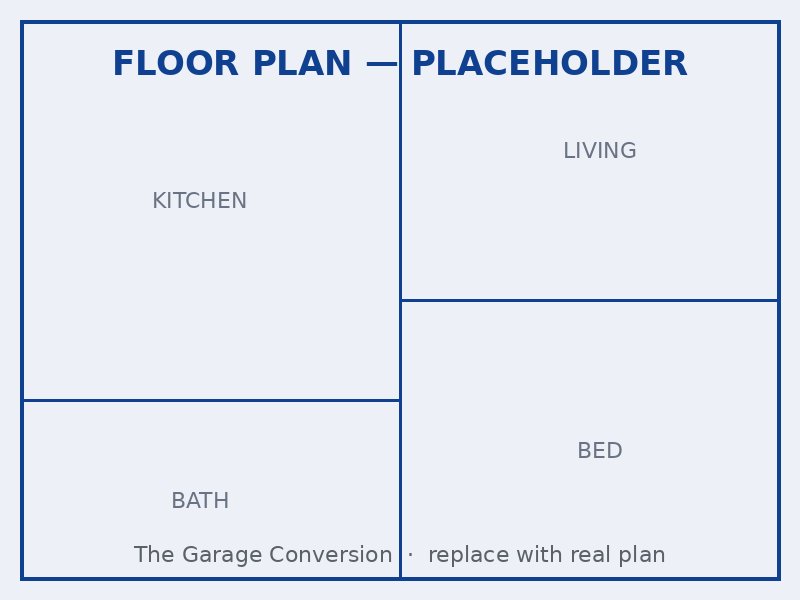 FLOOR PLAN — PLACEHOLDER
LIVING
KITCHEN
BED
BATH
The Garage Conversion · replace with real plan